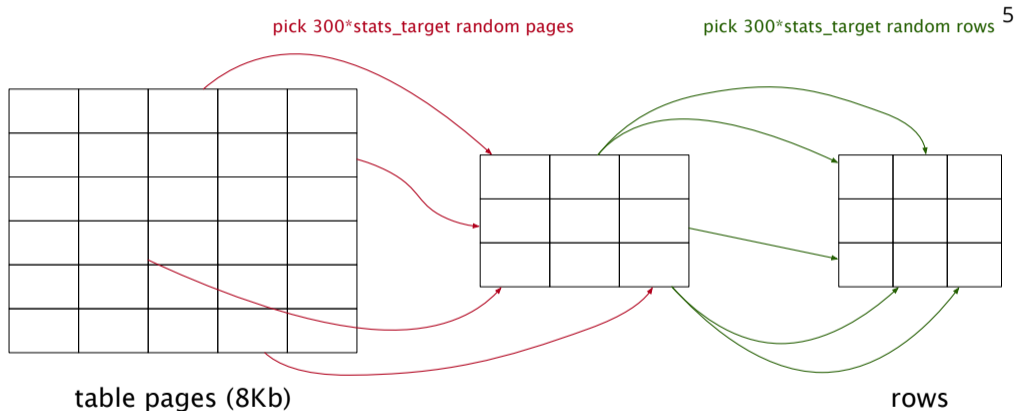 5
pick 300*stats_target random pages
pick 300*stats_target random rows
table pages (8Kb)
rows